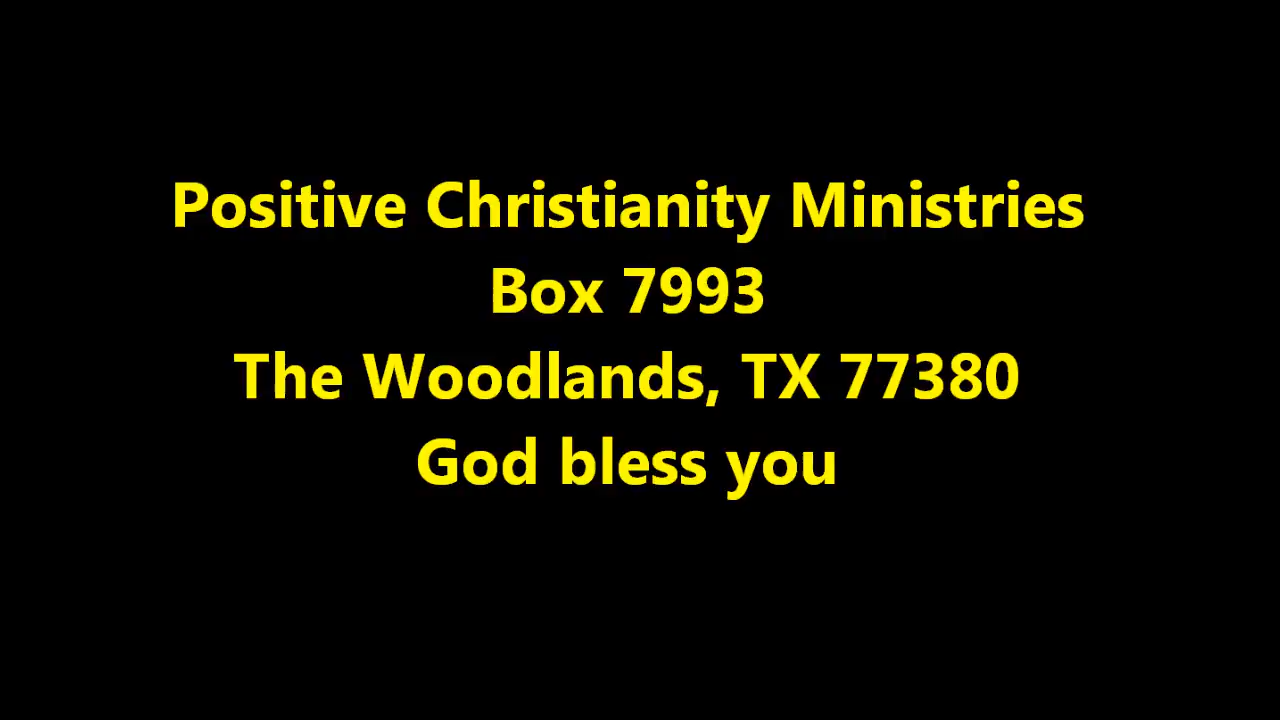 Positive Christianity Ministries
Box 7993
The Woodlands, TX 77380
God bless you